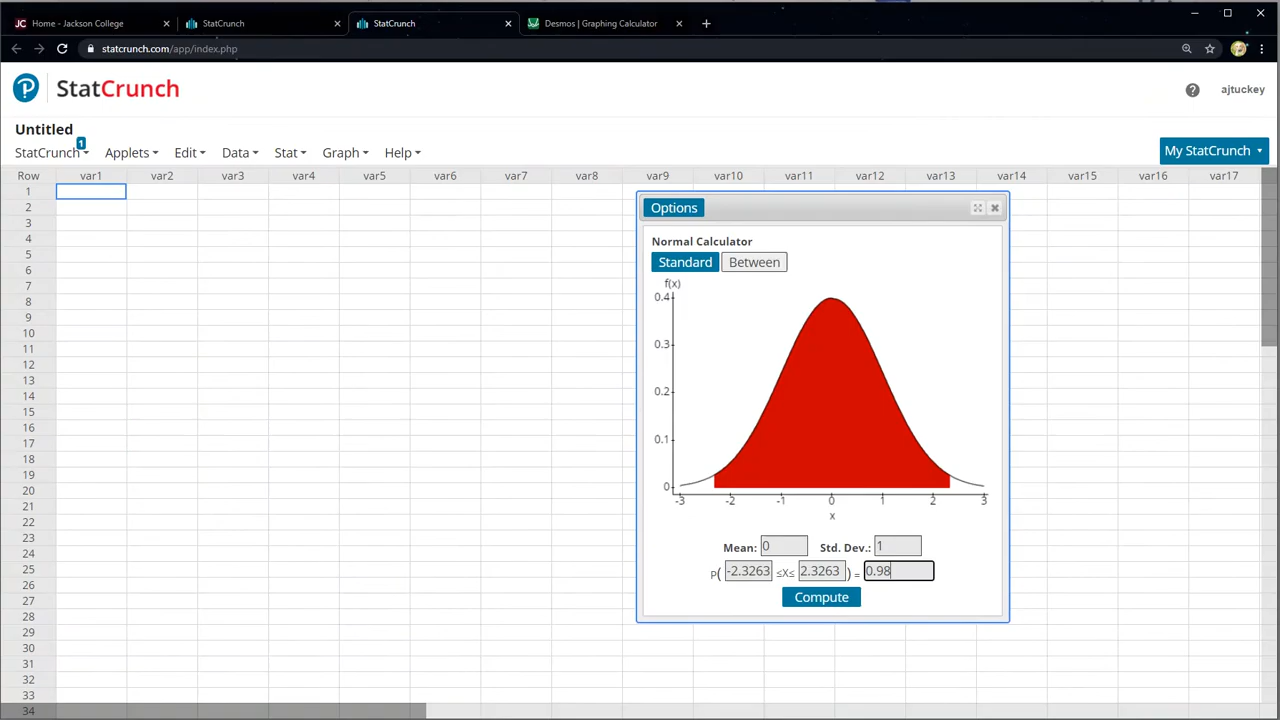 Home - Jackson College
StatCrunch
StatCrunch
Desmos | Graphing Calculator
statcrunch.com/app/index.php
P StatCrunch
ajtuckey
Untitled
1
StatCrunch Applets Edit Data Stat Graph Help
My StatCrunch
Row var1 var2 var3 var4 var5 var6 var7 var8 var9 var10 var11 var12 var13 var14 var15 var16 var17
1
2
3
4
5
6
7
8
9
10
11
12
13
14
15
16
17
18
19
20
21
22
23
24
25
26
27
28
29
30
31
32
33
34
Options
Normal Calculator
Standard Between
f(x)
0.4
0.3
0.2
0.1
0
-3 -2 -1 0 1 2 3
x
Mean: 0 Std. Dev.: 1
p( -2.3263 ≤X≤ 2.3263 ) = 0.98
Compute